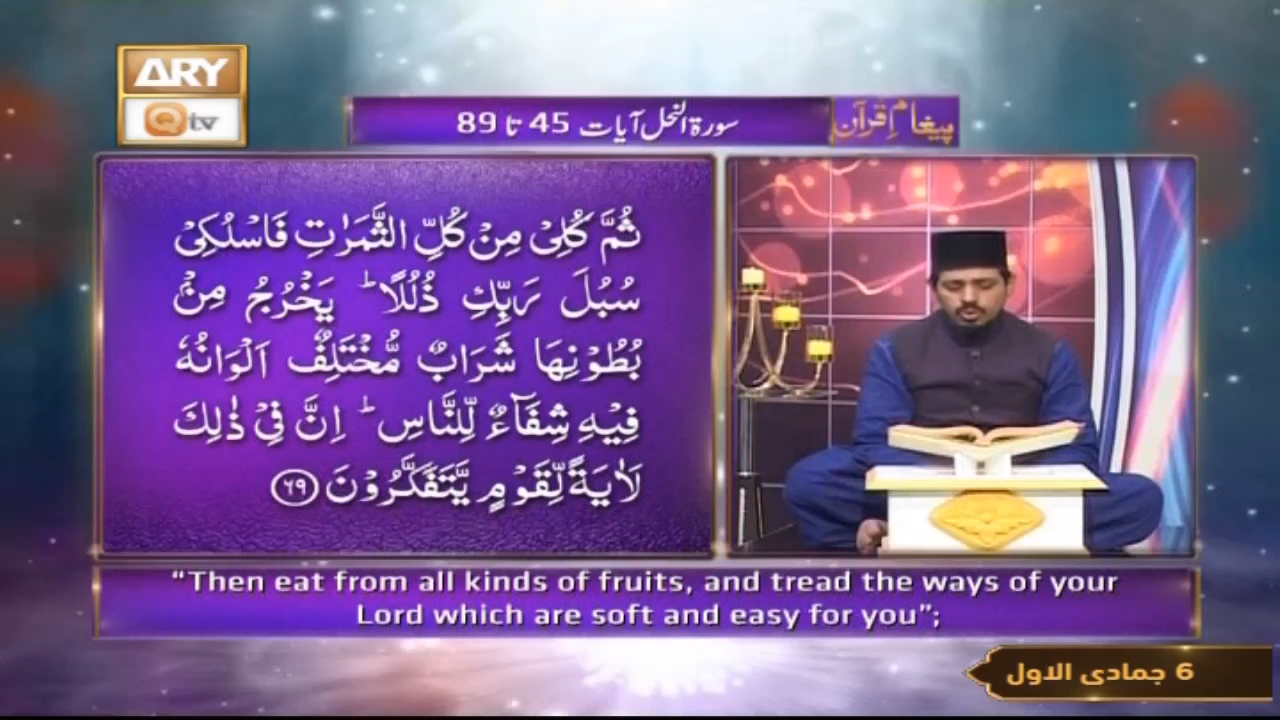 ARY
Qtv
پیغامِ قرآن
سورۃ النحل آیات 45 تا 89
ثُمَّ كُلِیْ مِنْ كُلِّ الثَّمَرٰتِ فَاسْلُكِیْ
سُبُلَ رَبِّكِ ذُلُلًا ؕ یَخْرُجُ مِنْۢ
بُطُوْنِهَا شَرَابٌ مُّخْتَلِفٌ اَلْوَانُهٗ
فِیْهِ شِفَآءٌ لِّلنَّاسِ ؕ اِنَّ فِیْ ذٰلِكَ
لَاٰیَةً لِّقَوْمٍ یَّتَفَكَّرُوْنَ ﴿۶۹﴾
“Then eat from all kinds of fruits, and tread the ways of your
Lord which are soft and easy for you”;
6 جمادی الاول